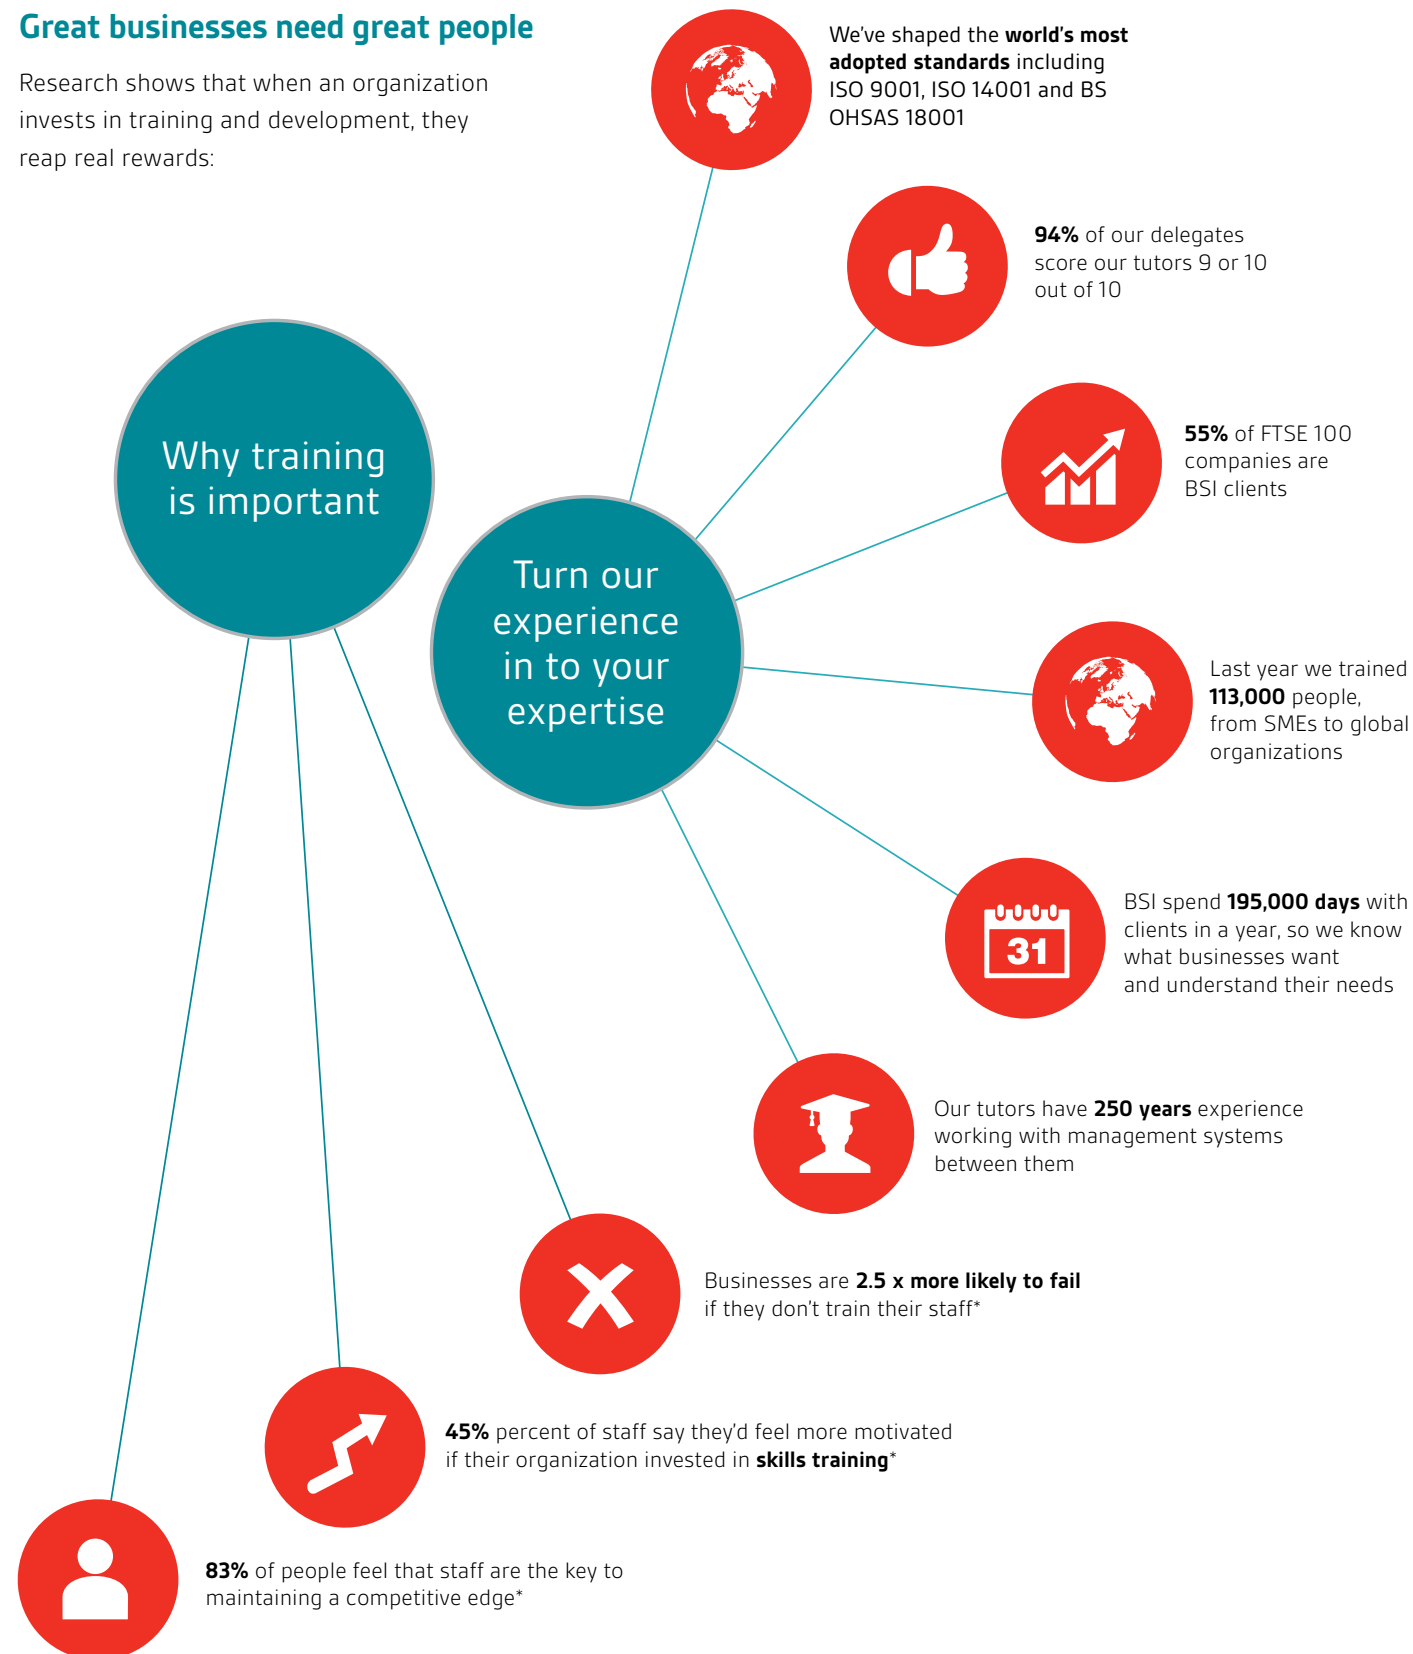 Great businesses need great people
Research shows that when an organization
invests in training and development, they
reap real rewards:
We've shaped the world's most
adopted standards including
ISO 9001, ISO 14001 and BS
OHSAS 18001
94% of our delegates
score our tutors 9 or 10
out of 10
55% of FTSE 100
companies are
BSI clients
Why training
is important
Turn our
experience
in to your
expertise
Last year we trained
113,000 people,
from SMEs to global
organizations
31
BSI spend 195,000 days with
clients in a year, so we know
what businesses want
and understand their needs
Our tutors have 250 years experience
working with management systems
between them
Businesses are 2.5 x more likely to fail
if they don't train their staff*
45% percent of staff say they'd feel more motivated
if their organization invested in skills training*
83% of people feel that staff are the key to
maintaining a competitive edge*